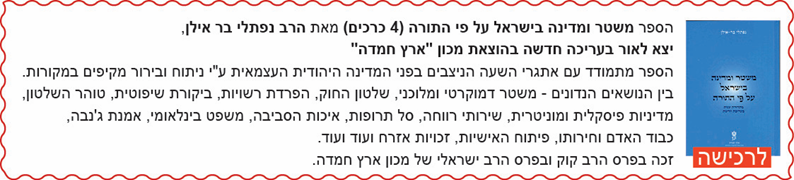 הספר משטר ומדינה בישראל על פי התורה (4 כרכים) מאת הרב נפתלי בר אילן,
יצא לאור בעריכה חדשה בהוצאת מכון "ארץ חמדה"
הספר מתמודד עם אתגרי השעה הניצבים בפני המדינה היהודית העצמאית ע"י ניתוח ובירור מקיפים במקורות.
בין הנושאים הנדונים - משטר דמוקרטי ומלוכני, שלטון החוק, הפרדת רשויות, ביקורת שיפוטית, טוהר השלטון,
מדיניות פיסקלית ומוניטרית, שירותי רווחה, סל תרופות, איכות הסביבה, משפט בינלאומי, אמנת ג'נבה,
כבוד האדם וחירותו, פיתוח האישיות, זכויות אזרח ועוד ועוד.
זכה בפרס הרב קוק ובפרס הרב ישראלי של מכון ארץ חמדה.
נפתלי בר-אילן
משטר ומדינה
בישראל
על פי התורה
לרכישה